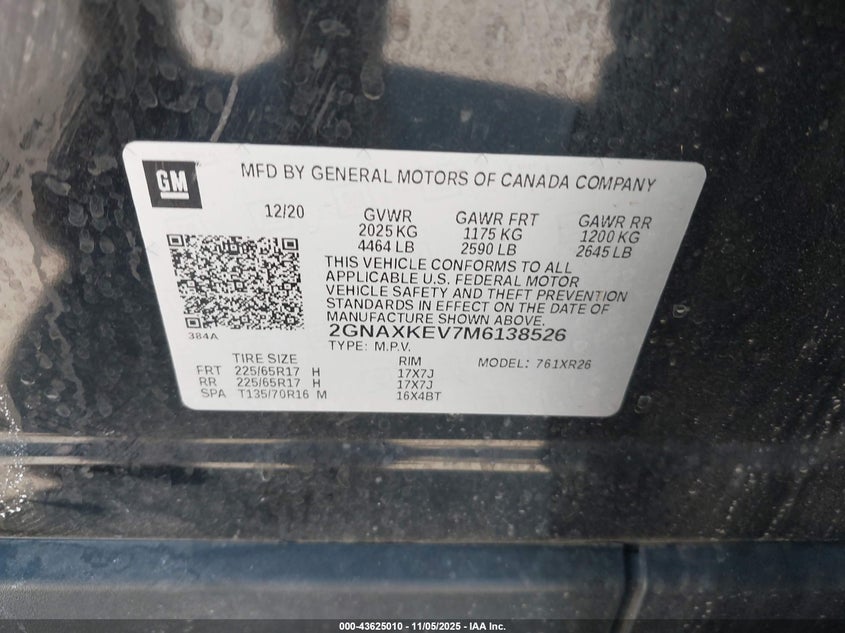 GM
MFD BY GENERAL MOTORS OF CANADA COMPANY
12/20 GVWR GAWR FRT GAWR RR
2025 KG 1175 KG 1200 KG
4464 LB 2590 LB 2645 LB
THIS VEHICLE CONFORMS TO ALL
APPLICABLE U.S. FEDERAL MOTOR
VEHICLE SAFETY AND THEFT PREVENTION
STANDARDS IN EFFECT ON THE DATE OF
MANUFACTURE SHOWN ABOVE.
384A
2GNAXKEV7M6138526
TYPE: M.P.V.
TIRE SIZE RIM MODEL: 761XR26
FRT 225/65R17 H 17X7J
RR 225/65R17 H 17X7J
SPA T135/70R16 M 16X4BT
000-43625010 - 11/05/2025 - IAA Inc.